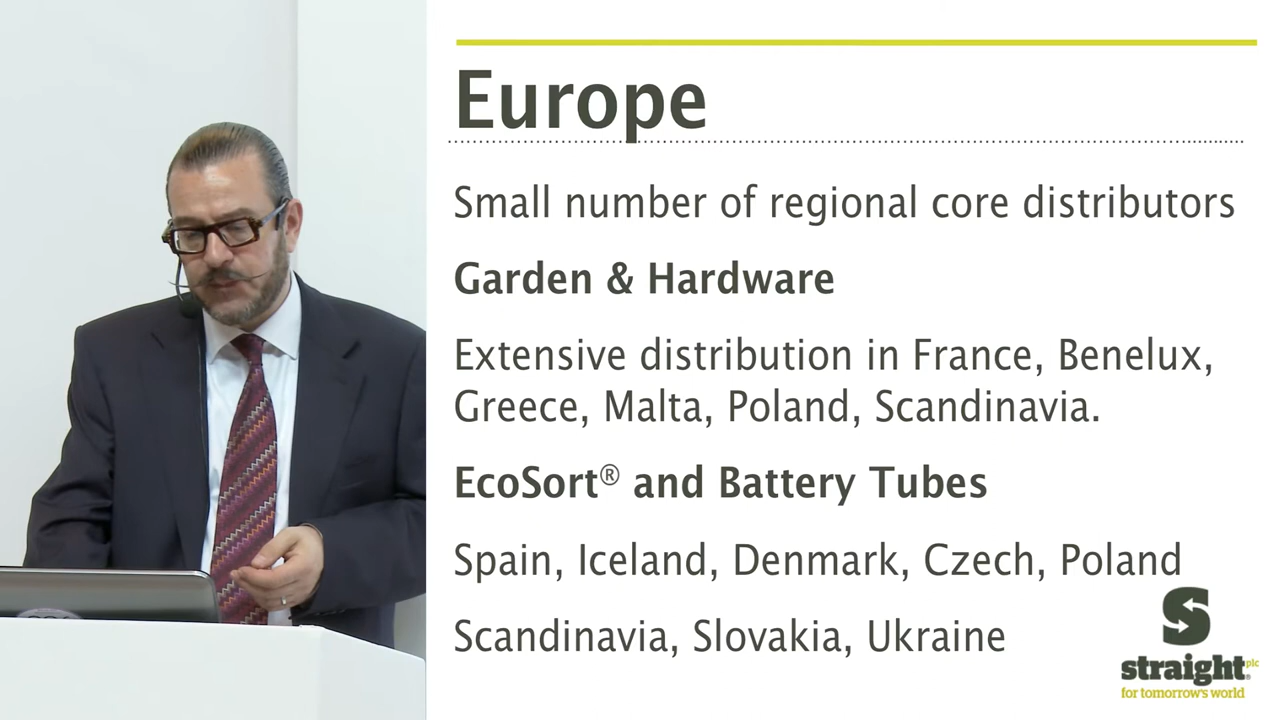 Europe
Small number of regional core distributors
Garden & Hardware
Extensive distribution in France, Benelux,
Greece, Malta, Poland, Scandinavia.
EcoSort® and Battery Tubes
Spain, Iceland, Denmark, Czech, Poland
Scandinavia, Slovakia, Ukraine
straight® plc
for tomorrow's world